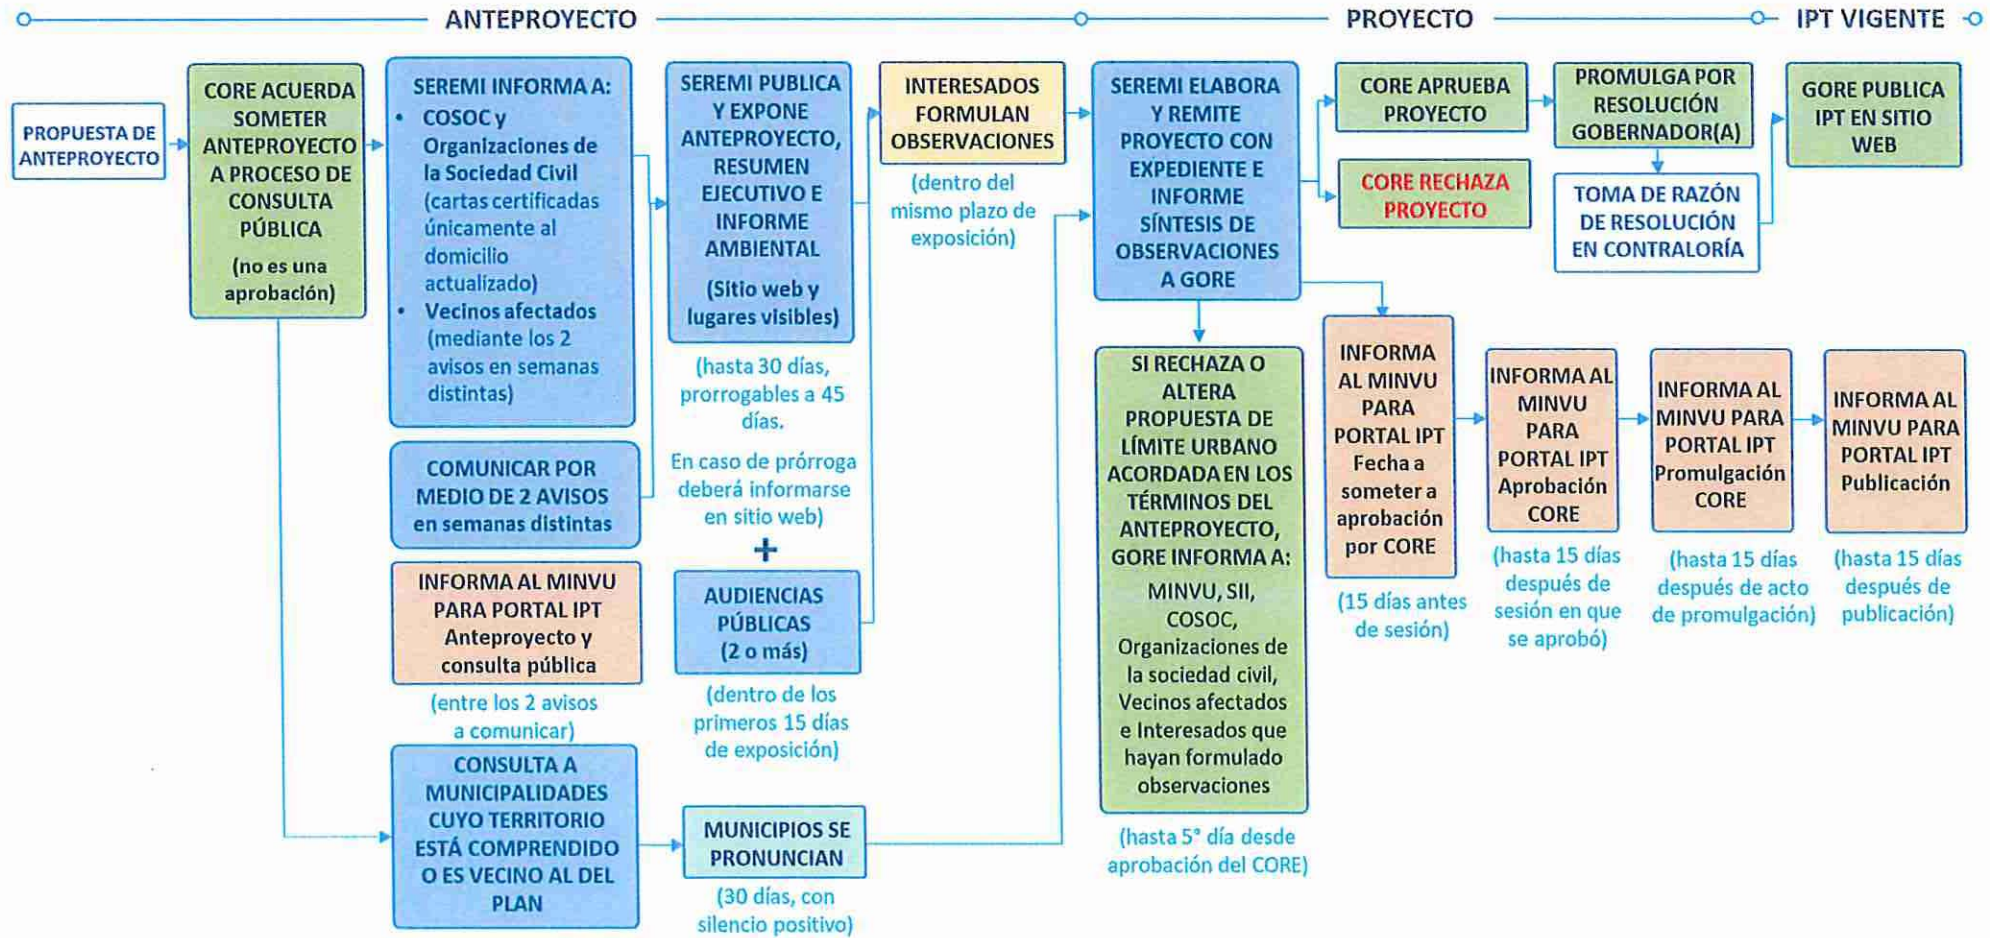 ANTEPROYECTO
PROYECTO
IPT VIGENTE
PROPUESTA DE
ANTEPROYECTO
CORE ACUERDA
SOMETER
ANTEPROYECTO
A PROCESO DE
CONSULTA
PÚBLICA
(no es una
aprobación)
SEREMI INFORMA A:
• COSOC y
Organizaciones de
la Sociedad Civil
(cartas certificadas
únicamente al
domicilio
actualizado)
• Vecinos afectados
(mediante los 2
avisos en semanas
distintas)
COMUNICAR POR
MEDIO DE 2 AVISOS
en semanas distintas
INFORMA AL MINVU
PARA PORTAL IPT
Anteproyecto y
consulta pública
(entre los 2 avisos
a comunicar)
CONSULTA A
MUNICIPALIDADES
CUYO TERRITORIO
ESTÁ COMPRENDIDO
O ES VECINO AL DEL
PLAN
SEREMI PUBLICA
Y EXPONE
ANTEPROYECTO,
RESUMEN
EJECUTIVO E
INFORME
AMBIENTAL
(Sitio web y
lugares visibles)
(hasta 30 días,
prorrogables a 45
días.
En caso de prórroga
deberá informarse
en sitio web)
+
AUDIENCIAS
PÚBLICAS
(2 o más)
(dentro de los
primeros 15 días
de exposición)
MUNICIPIOS SE
PRONUNCIAN
(30 días, con
silencio positivo)
INTERESADOS
FORMULAN
OBSERVACIONES
(dentro del
mismo plazo de
exposición)
SEREMI ELABORA
Y REMITE
PROYECTO CON
EXPEDIENTE E
INFORME
SÍNTESIS DE
OBSERVACIONES
A GORE
SI RECHAZA O
ALTERA
PROPUESTA DE
LÍMITE URBANO
ACORDADA EN LOS
TÉRMINOS DEL
ANTEPROYECTO,
GORE INFORMA A:
MINVU, SII,
COSOC,
Organizaciones de
la sociedad civil,
Vecinos afectados
e Interesados que
hayan formulado
observaciones
(hasta 5° día desde
aprobación del CORE)
CORE APRUEBA
PROYECTO
CORE RECHAZA
PROYECTO
PROMULGA POR
RESOLUCIÓN
GOBERNADOR(A)
TOMA DE RAZÓN
DE RESOLUCIÓN
EN CONTRALORÍA
GORE PUBLICA
IPT EN SITIO
WEB
INFORMA
AL MINVU
PARA
PORTAL IPT
Fecha a
someter a
aprobación
por CORE
(15 días antes
de sesión)
INFORMA AL
MINVU
PARA
PORTAL IPT
Aprobación
CORE
(hasta 15 días
después de
sesión en que
se aprobó)
INFORMA AL
MINVU PARA
PORTAL IPT
Promulgación
CORE
(hasta 15 días
después de acto
de promulgación)
INFORMA AL
MINVU PARA
PORTAL IPT
Publicación
(hasta 15 días
después de
publicación)